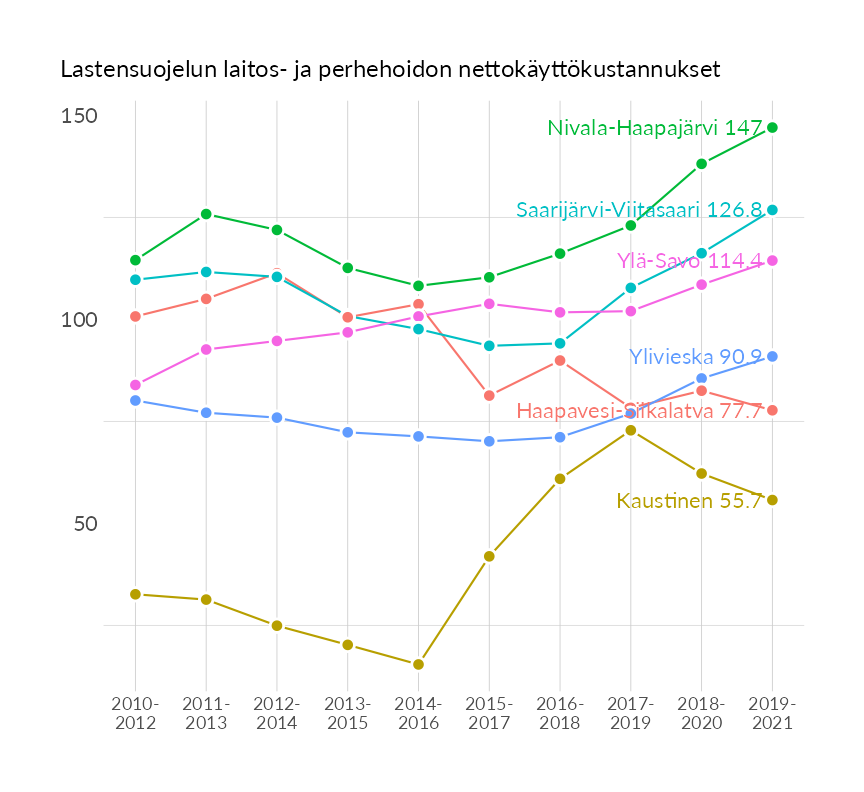 Lastensuojelun laitos- ja perhehoidon nettokäyttökustannukset
150
Nivala-Haapajärvi 147
Saarijärvi-Viitasaari 126.8
Ylä-Savo 114.4
100
Ylivieska 90.9
Haapavesi-Siikalatva 77.7
Kaustinen 55.7
50
2010- 2011- 2012- 2013- 2014- 2015- 2016- 2017- 2018- 2019-
2012 2013 2014 2015 2016 2017 2018 2019 2020 2021